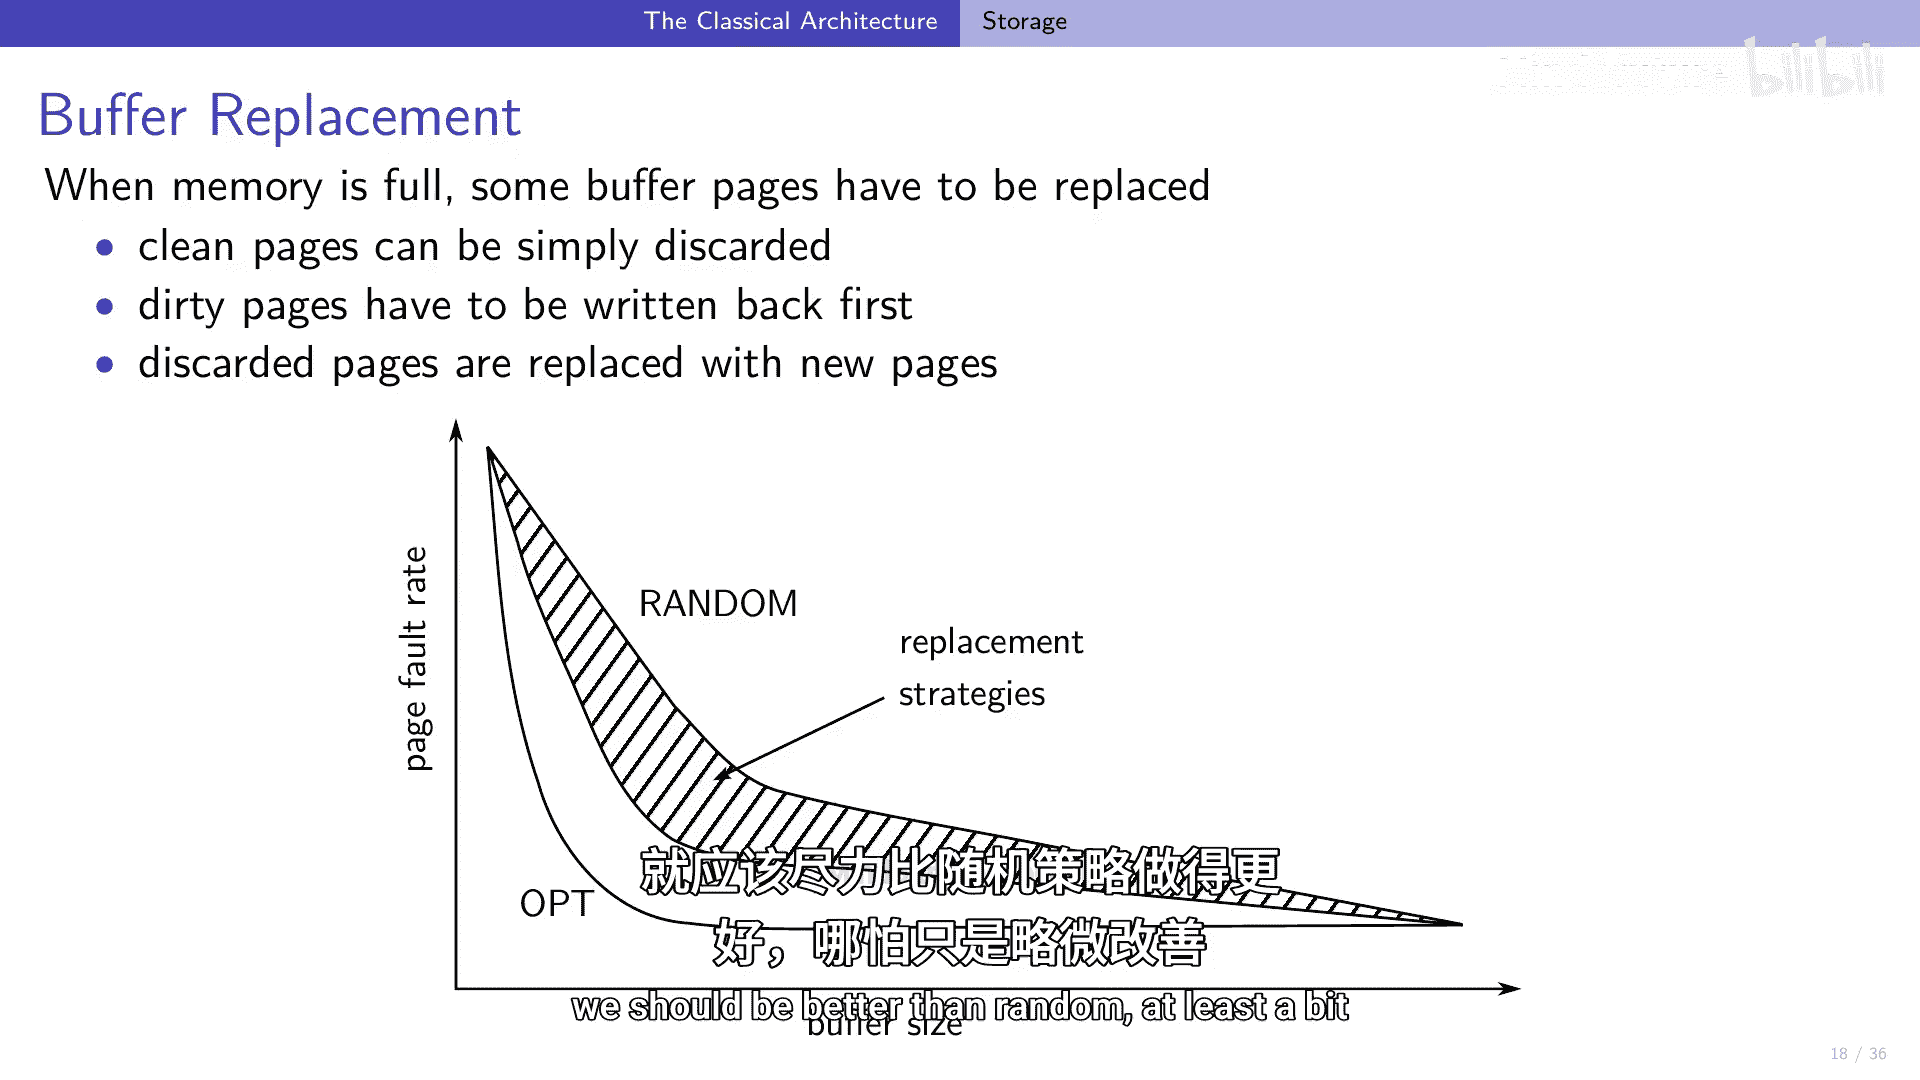 The Classical Architecture Storage
bilibili
Buffer Replacement
When memory is full, some buffer pages have to be replaced
• clean pages can be simply discarded
• dirty pages have to be written back first
• discarded pages are replaced with new pages
page fault rate
RANDOM
replacement
strategies
OPT
就应该尽力比随机策略做得更
好，哪怕只是略微改善
we should be better than random, at least a bit
buffer size
18 / 36